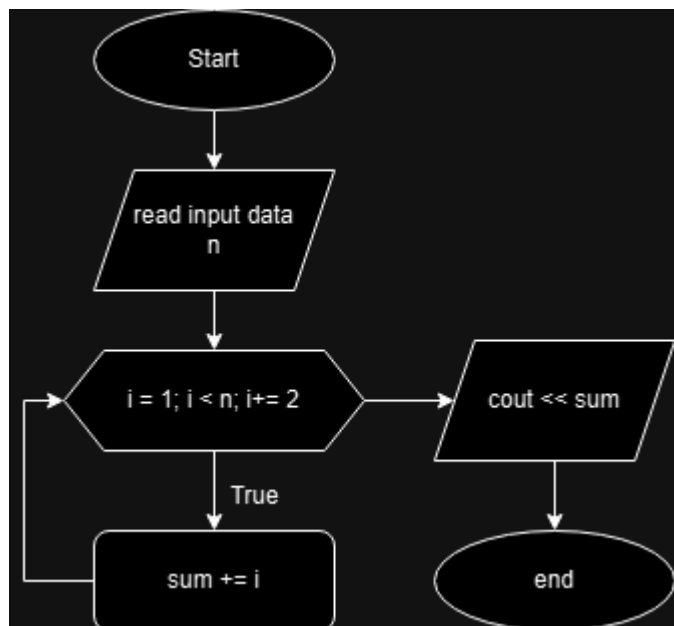 Start
read input data
n
i = 1; i < n; i+= 2
True
sum += i
cout << sum
end